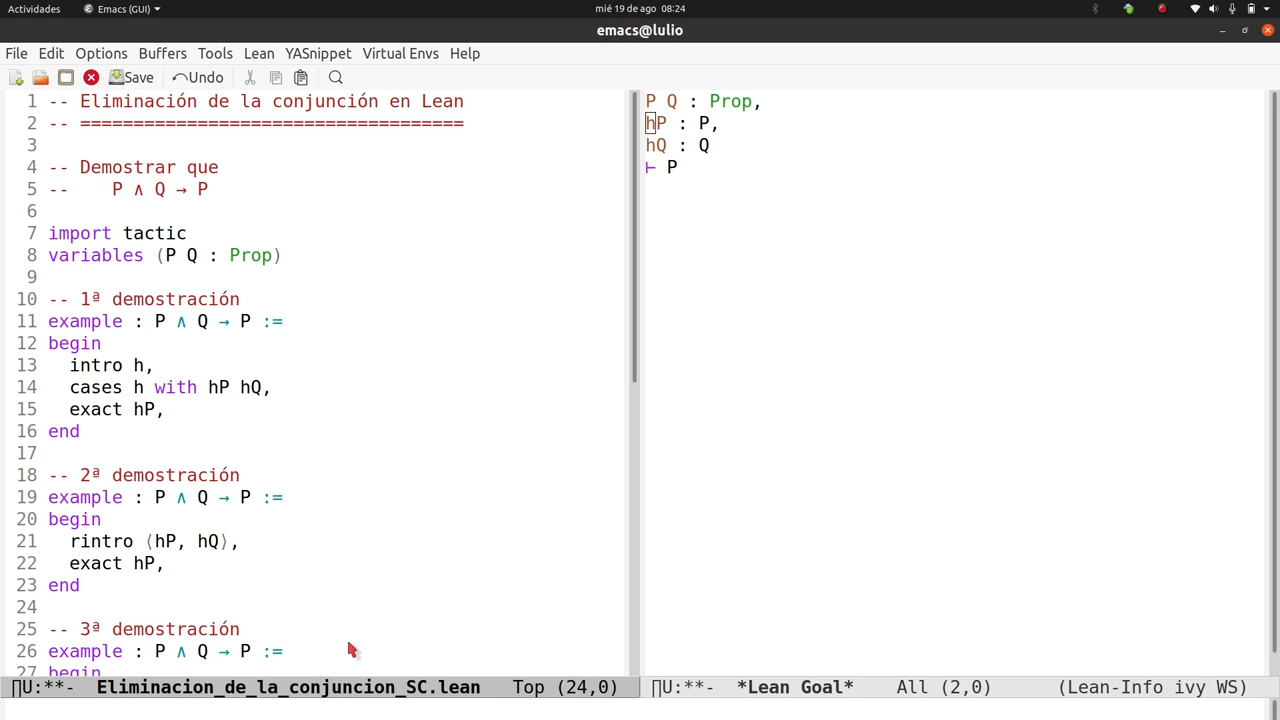 Actividades Emacs (GUI) mié 19 de ago 08:24
emacs@lulio
File Edit Options Buffers Tools Lean YASnippet Virtual Envs Help
Save Undo
1 -- Eliminación de la conjunción en Lean
2 -- ====================================
3
4 -- Demostrar que
5 --    P ∧ Q → P
6
7 import tactic
8 variables (P Q : Prop)
9
10 -- 1ª demostración
11 example : P ∧ Q → P :=
12 begin
13   intro h,
14   cases h with hP hQ,
15   exact hP,
16 end
17
18 -- 2ª demostración
19 example : P ∧ Q → P :=
20 begin
21   rintro ⟨hP, hQ⟩,
22   exact hP,
23 end
24
25 -- 3ª demostración
26 example : P ∧ Q → P :=
27 begin
∏U:**-  Eliminacion_de_la_conjuncion_SC.lean   Top (24,0)
P Q : Prop,
hP : P,
hQ : Q
⊢ P
∏U:**-  *Lean Goal*    All (2,0)      (Lean-Info ivy WS)